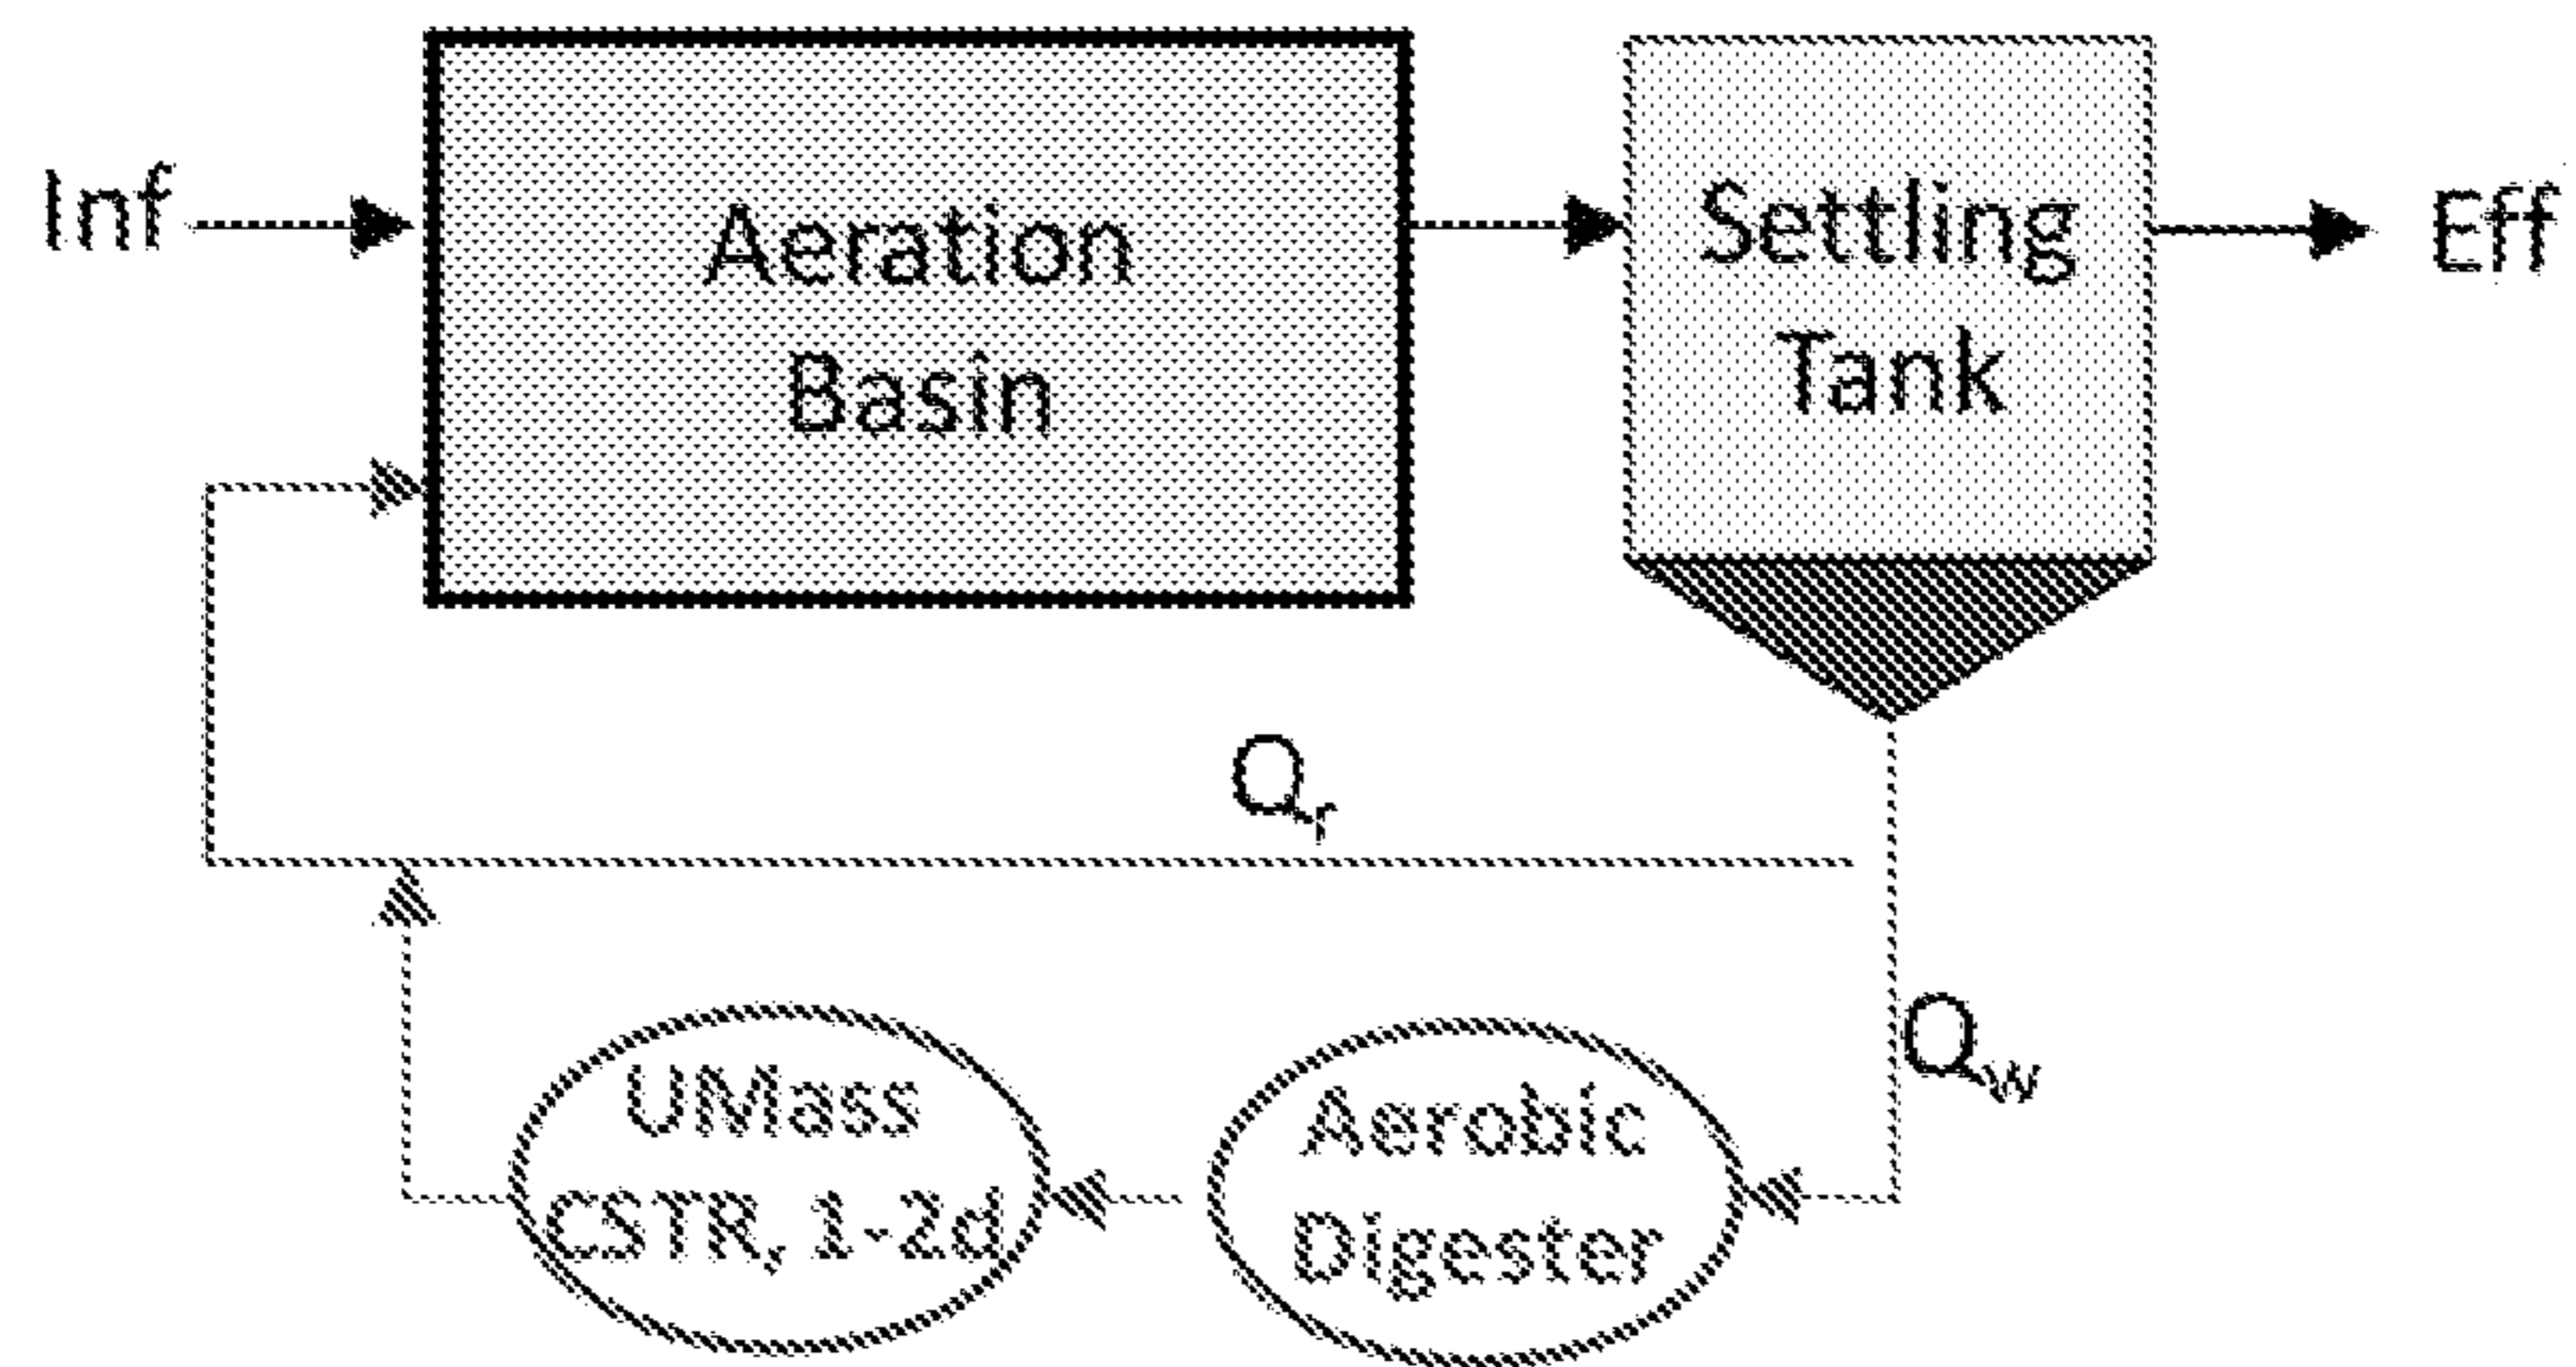 Inf
Aeration
Basin
Settling
Tank
Eff
Qr
Qw
UMass
CSTR, 1-2d
Aerobic
Digester